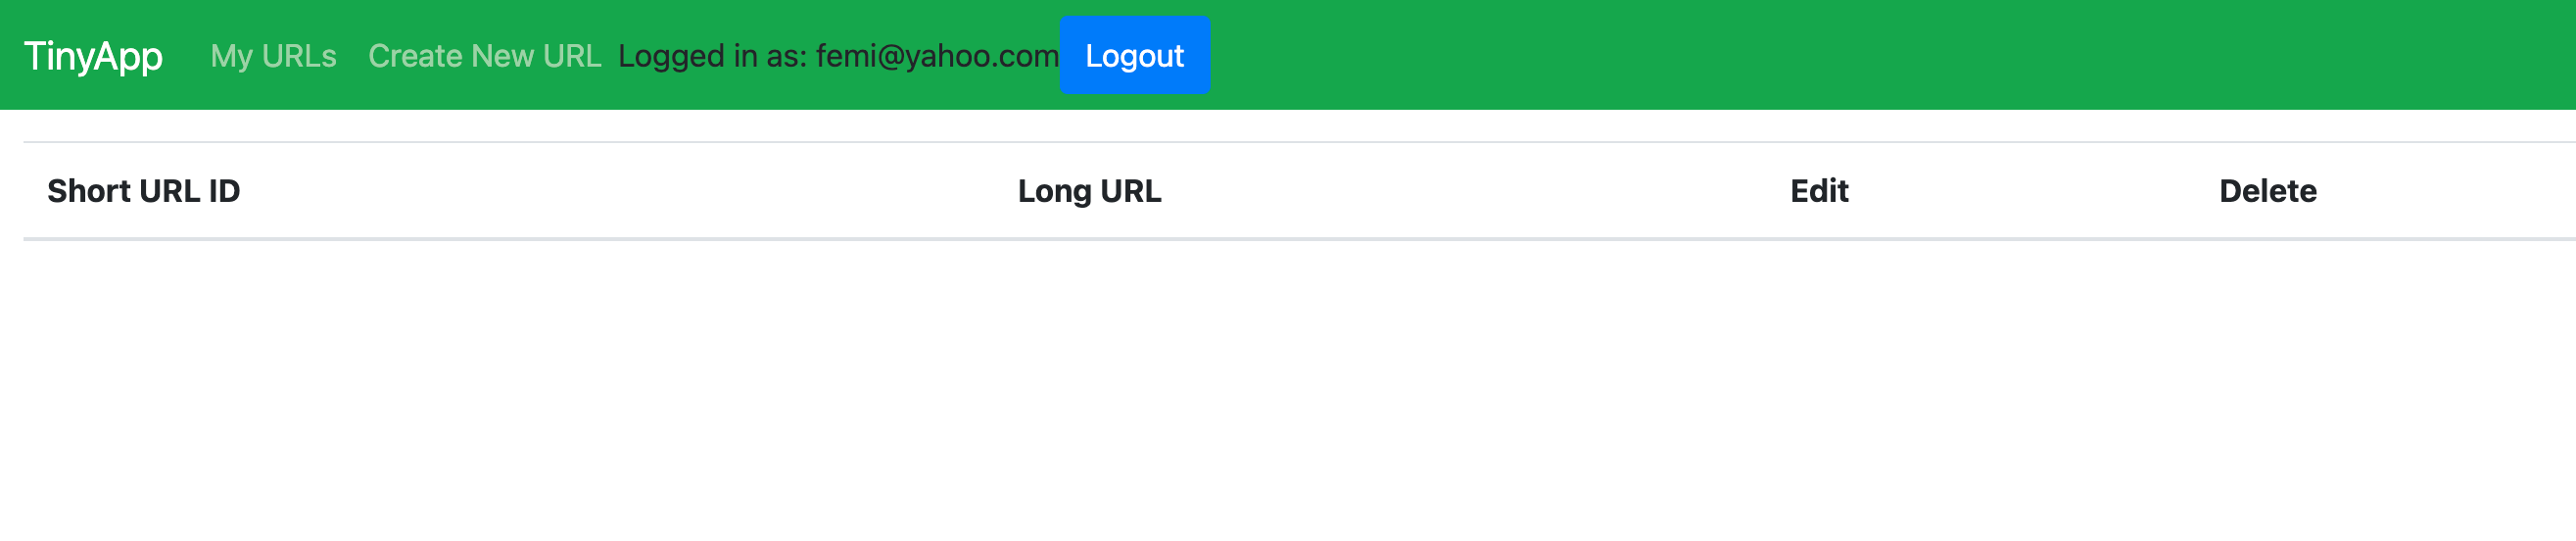 TinyApp My URLs Create New URL Logged in as: femi@yahoo.com Logout
Short URL ID Long URL Edit Delete